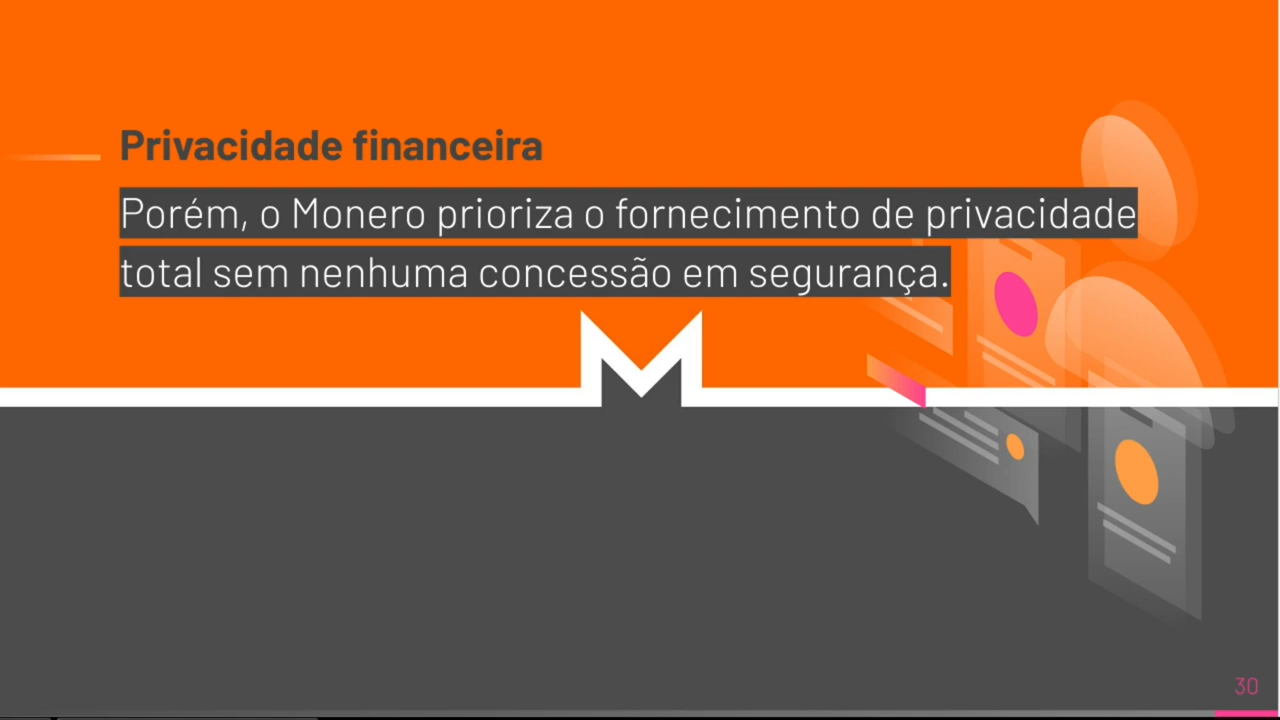 Privacidade financeira
Porém, o Monero prioriza o fornecimento de privacidade
total sem nenhuma concessão em segurança.
30